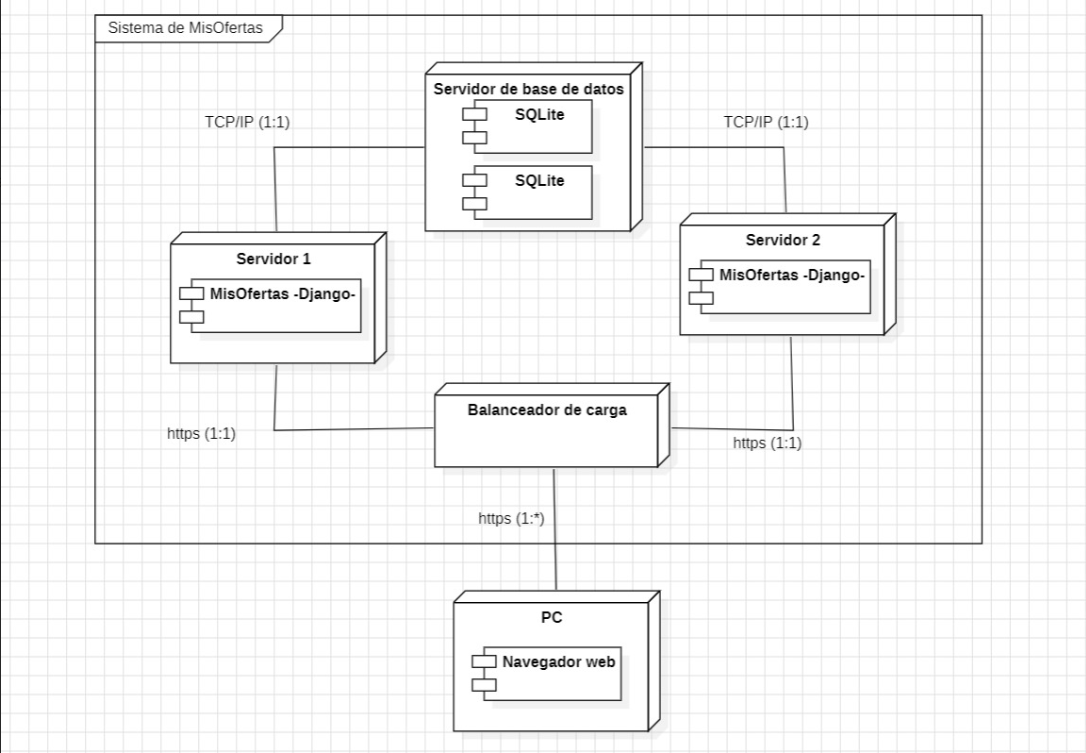 Sistema de MisOfertas
Servidor de base de datos
SQLite
SQLite
TCP/IP (1:1)
TCP/IP (1:1)
Servidor 1
MisOfertas -Django-
Servidor 2
MisOfertas -Django-
Balanceador de carga
https (1:1)
https (1:1)
https (1:*)
PC
Navegador web